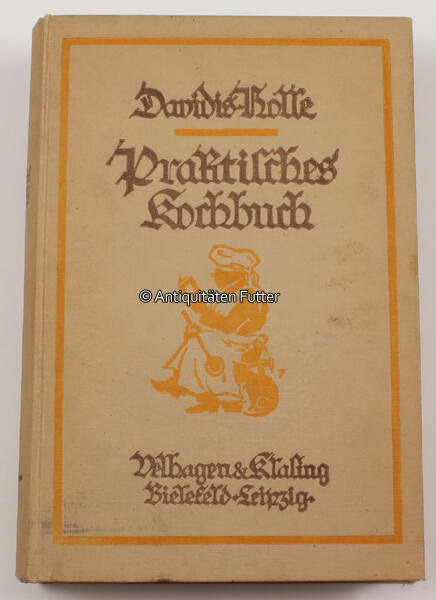 Davidis-Holle
Praktisches
Kochbuch
© Antiquitäten Futter
Velhagen & Klasing
Bielefeld · Leipzig ·